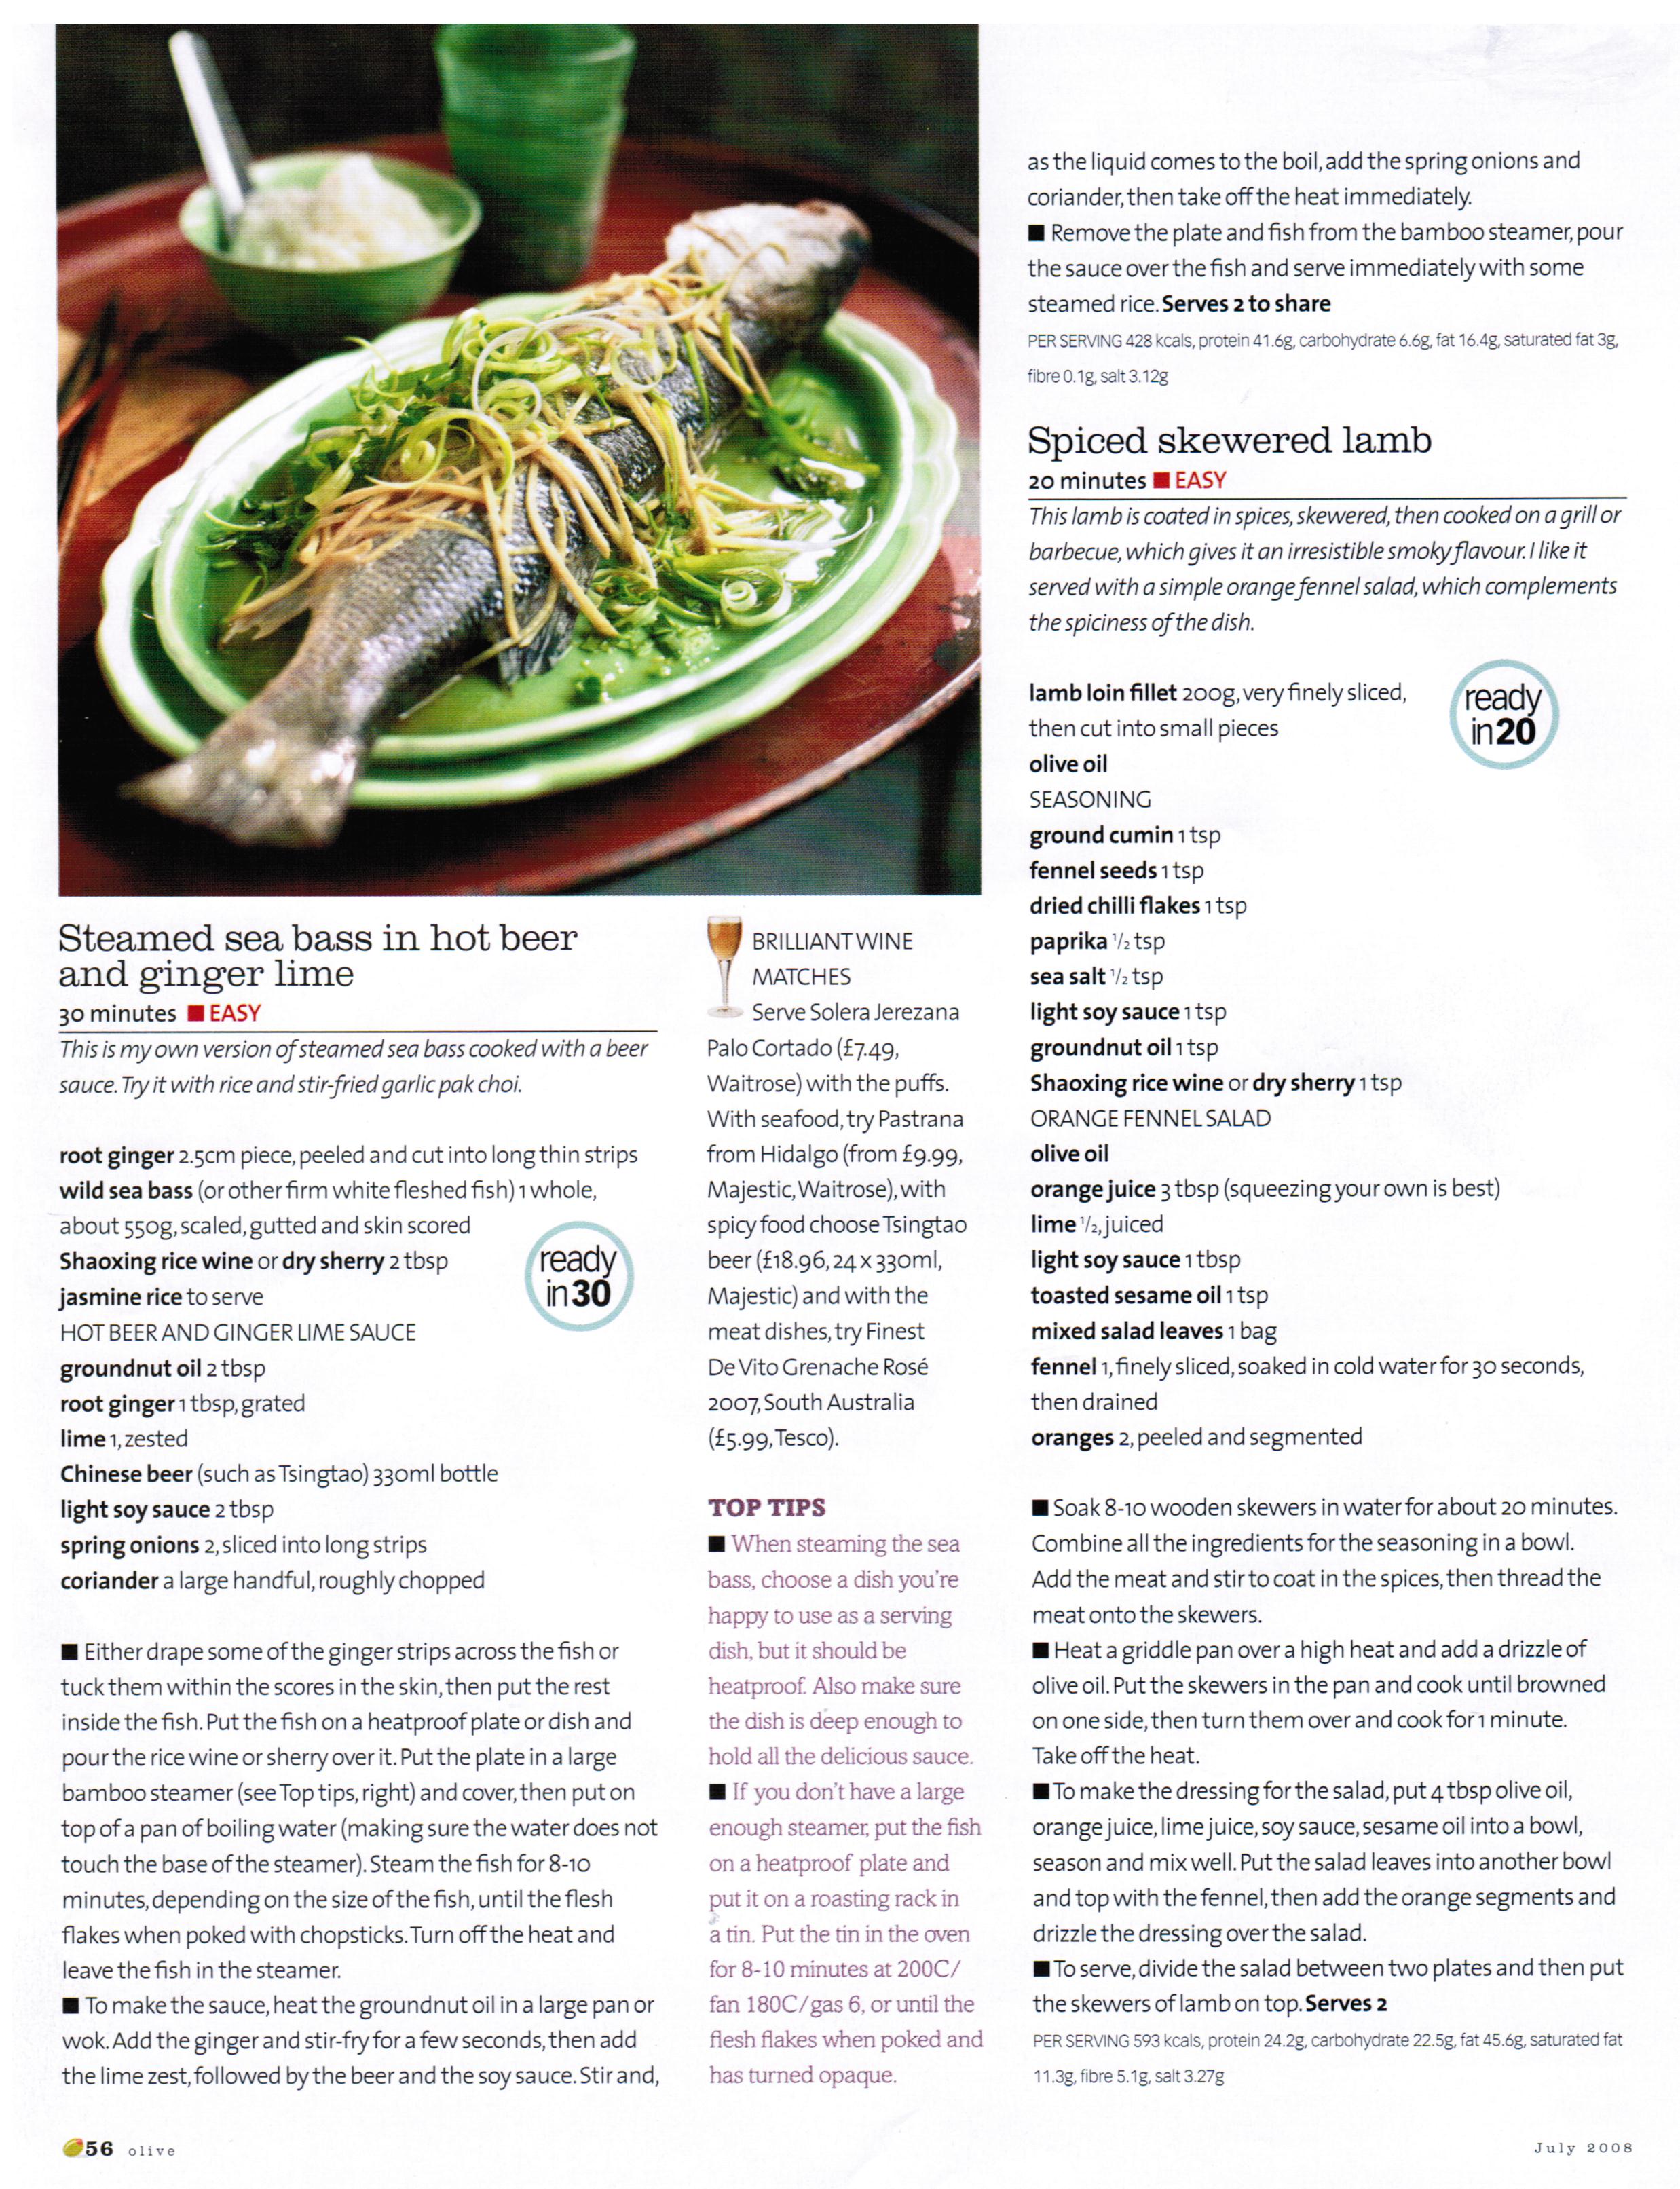 Steamed sea bass in hot beer
and ginger lime
30 minutes ■ EASY
This is my own version of steamed sea bass cooked with a beer
sauce. Try it with rice and stir-fried garlic pak choi.
root ginger 2.5cm piece, peeled and cut into long thin strips
wild sea bass (or other firm white fleshed fish) 1 whole,
about 550g, scaled, gutted and skin scored
Shaoxing rice wine or dry sherry 2 tbsp
jasmine rice to serve
ready
in 30
HOT BEER AND GINGER LIME SAUCE
groundnut oil 2 tbsp
root ginger 1 tbsp, grated
lime 1, zested
Chinese beer (such as Tsingtao) 330ml bottle
light soy sauce 2 tbsp
spring onions 2, sliced into long strips
coriander a large handful, roughly chopped
■ Either drape some of the ginger strips across the fish or
tuck them within the scores in the skin, then put the rest
inside the fish. Put the fish on a heatproof plate or dish and
pour the rice wine or sherry over it. Put the plate in a large
bamboo steamer (see Top tips, right) and cover, then put on
top of a pan of boiling water (making sure the water does not
touch the base of the steamer). Steam the fish for 8-10
minutes, depending on the size of the fish, until the flesh
flakes when poked with chopsticks. Turn off the heat and
leave the fish in the steamer.
■ To make the sauce, heat the groundnut oil in a large pan or
wok. Add the ginger and stir-fry for a few seconds, then add
the lime zest, followed by the beer and the soy sauce. Stir and,
BRILLIANT WINE
MATCHES
Serve Solera Jerezana
Palo Cortado (£7.49,
Waitrose) with the puffs.
With seafood, try Pastrana
from Hidalgo (from £9.99,
Majestic, Waitrose), with
spicy food choose Tsingtao
beer (£18.96, 24 x 330ml,
Majestic) and with the
meat dishes, try Finest
De Vito Grenache Rosé
2007, South Australia
(£5.99, Tesco).
TOP TIPS
■ When steaming the sea
bass, choose a dish you're
happy to use as a serving
dish, but it should be
heatproof. Also make sure
the dish is deep enough to
hold all the delicious sauce.
■ If you don't have a large
enough steamer, put the fish
on a heatproof plate and
put it on a roasting rack in
a tin. Put the tin in the oven
for 8-10 minutes at 200C/
fan 180C/gas 6, or until the
flesh flakes when poked and
has turned opaque.
as the liquid comes to the boil, add the spring onions and
coriander, then take off the heat immediately.
■ Remove the plate and fish from the bamboo steamer, pour
the sauce over the fish and serve immediately with some
steamed rice. Serves 2 to share
PER SERVING 428 kcals, protein 41.6g, carbohydrate 6.6g, fat 16.4g, saturated fat 3g,
fibre 0.1g, salt 3.12g
Spiced skewered lamb
20 minutes ■ EASY
This lamb is coated in spices, skewered, then cooked on a grill or
barbecue, which gives it an irresistible smoky flavour. I like it
served with a simple orange fennel salad, which complements
the spiciness of the dish.
lamb loin fillet 200g, very finely sliced,
then cut into small pieces
ready
in 20
olive oil
SEASONING
ground cumin 1 tsp
fennel seeds 1 tsp
dried chilli flakes 1 tsp
paprika 1/2 tsp
sea salt 1/2 tsp
light soy sauce 1 tsp
groundnut oil 1 tsp
Shaoxing rice wine or dry sherry 1 tsp
ORANGE FENNEL SALAD
olive oil
orange juice 3 tbsp (squeezing your own is best)
lime 1/2, juiced
light soy sauce 1 tbsp
toasted sesame oil 1 tsp
mixed salad leaves 1 bag
fennel 1, finely sliced, soaked in cold water for 30 seconds,
then drained
oranges 2, peeled and segmented
■ Soak 8-10 wooden skewers in water for about 20 minutes.
Combine all the ingredients for the seasoning in a bowl.
Add the meat and stir to coat in the spices, then thread the
meat onto the skewers.
■ Heat a griddle pan over a high heat and add a drizzle of
olive oil. Put the skewers in the pan and cook until browned
on one side, then turn them over and cook for 1 minute.
Take off the heat.
■ To make the dressing for the salad, put 4 tbsp olive oil,
orange juice, lime juice, soy sauce, sesame oil into a bowl,
season and mix well. Put the salad leaves into another bowl
and top with the fennel, then add the orange segments and
drizzle the dressing over the salad.
■ To serve, divide the salad between two plates and then put
the skewers of lamb on top. Serves 2
PER SERVING 593 kcals, protein 24.2g, carbohydrate 22.5g, fat 45.6g, saturated fat
11.3g, fibre 5.1g, salt 3.27g
56 olive
July 2008